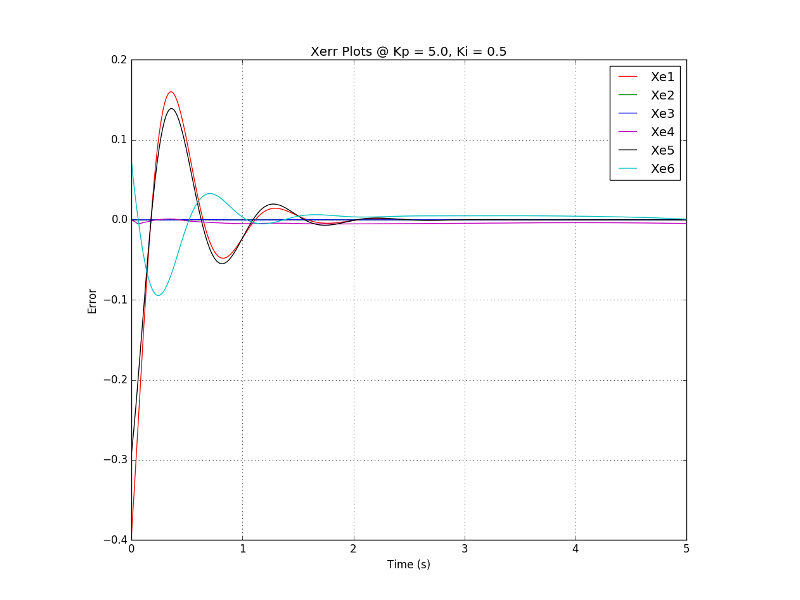 Xerr Plots @ Kp = 5.0, Ki = 0.5
0.2
0.1
0.0
−0.1
−0.2
−0.3
−0.4
Error
0
1
2
3
4
5
Time (s)
Xe1
Xe2
Xe3
Xe4
Xe5
Xe6